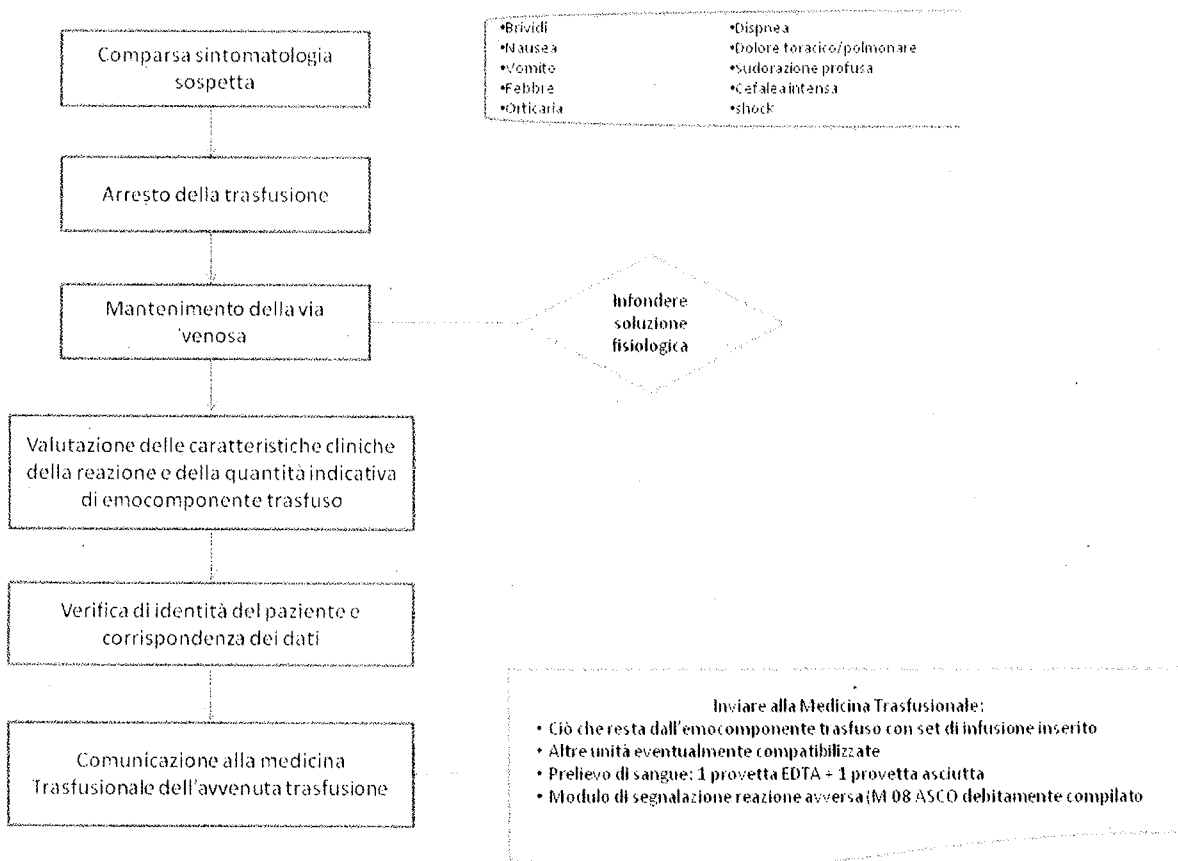 Comparsa sintomatologia
sospetta
•Brividi
•Nausea
•Vomito
•Febbre
•Orticaria
•Dispnea
•Dolore toracico/polmonare
•Sudorazione profusa
•Cefalea intensa
•shock
Arresto della trasfusione
Mantenimento della via
venosa
Infondere
soluzione
fisiologica
Valutazione delle caratteristiche cliniche
della reazione e della quantità indicativa
di emocomponente trasfuso
Verifica di identità del paziente e
corrispondenza dei dati
Comunicazione alla medicina
Trasfusionale dell'avvenuta trasfusione
Inviare alla Medicina Trasfusionale:
• Ciò che resta dall'emocomponente trasfuso con set di infusione inserito
• Altre unità eventualmente compatibilizzate
• Prelievo di sangue: 1 provetta EDTA + 1 provetta asciutta
• Modulo di segnalazione reazione avversa (M 08 ASCO debitamente compilato